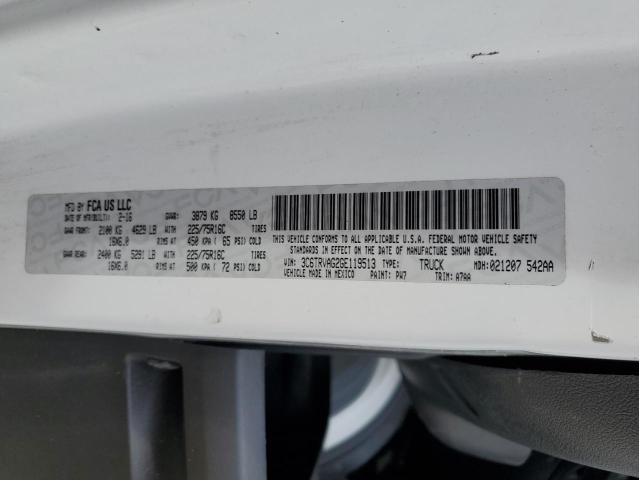 MFD BY FCA US LLC
DATE OF MFR(BUILT): 2-16 GVWR: 3879 KG 8550 LB
GAWR FRONT: 2100 KG 4629 LB WITH 225/75R16C TIRES
16X6.0 RIMS AT 450 KPA ( 65 PSI) COLD
GAWR REAR: 2400 KG 5291 LB WITH 225/75R16C TIRES
16X6.0 RIMS AT 500 KPA ( 72 PSI) COLD
THIS VEHICLE CONFORMS TO ALL APPLICABLE U.S.A. FEDERAL MOTOR VEHICLE SAFETY
STANDARDS IN EFFECT ON THE DATE OF MANUFACTURE SHOWN ABOVE.
VIN: 3C6TRVAG2GE119513 TYPE: TRUCK MDH: 021207 542AA
VEHICLE MADE IN MEXICO PAINT: PW7 TRIM: A7AA